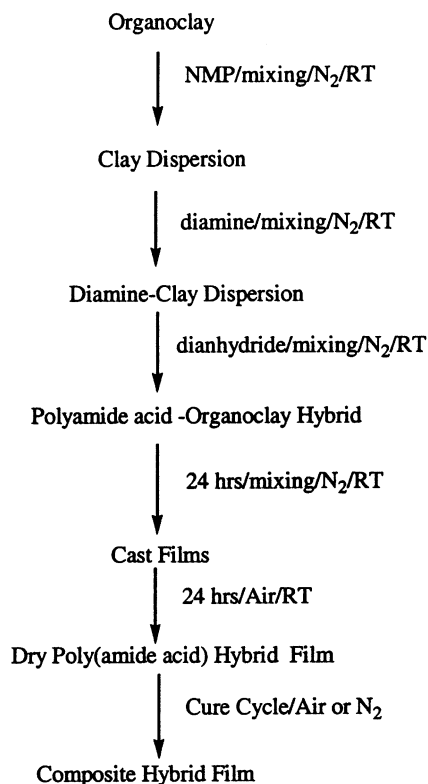 Organoclay
NMP/mixing/N₂/RT
Clay Dispersion
diamine/mixing/N₂/RT
Diamine-Clay Dispersion
dianhydride/mixing/N₂/RT
Polyamide acid -Organoclay Hybrid
24 hrs/mixing/N₂/RT
Cast Films
24 hrs/Air/RT
Dry Poly(amide acid) Hybrid Film
Cure Cycle/Air or N₂
Composite Hybrid Film